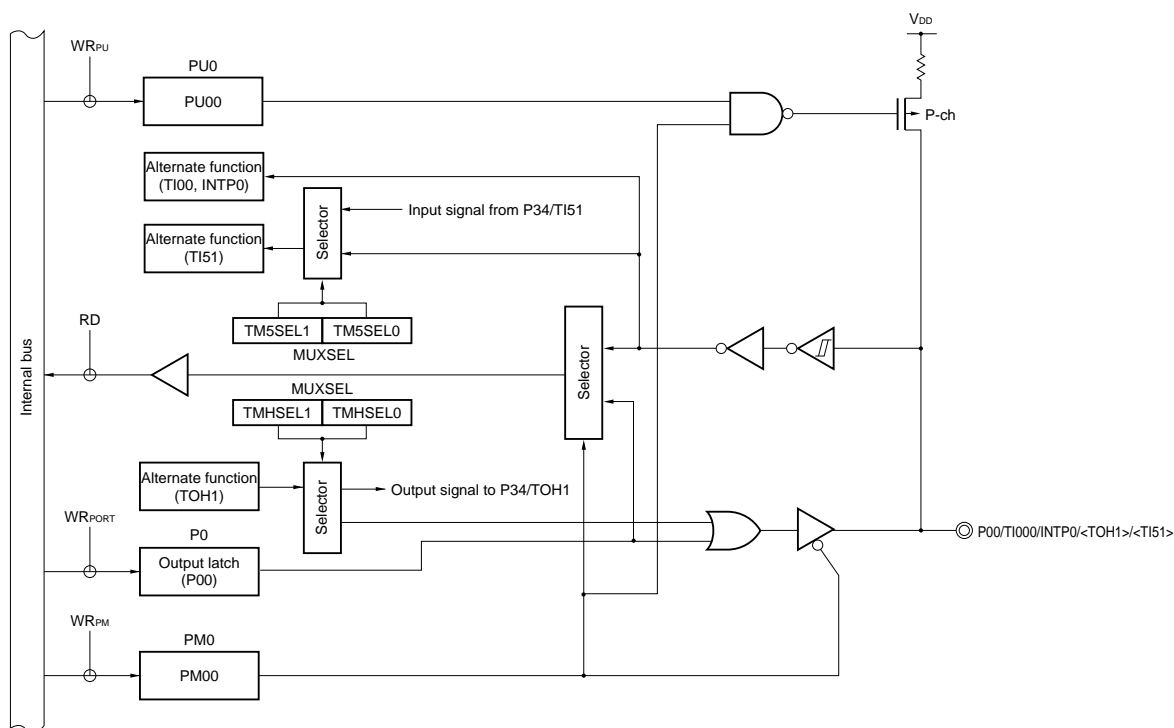 VDD
WRPU
PU0
PU00
P-ch
Alternate function
(TI00, INTP0)
Input signal from P34/TI51
Selector
Alternate function
(TI51)
TM5SEL1
TM5SEL0
MUXSEL
RD
Internal bus
Selector
MUXSEL
TMHSEL1
TMHSEL0
Alternate function
(TOH1)
Selector
Output signal to P34/TOH1
WRPORT
P0
Output latch
(P00)
P00/TI000/INTP0/<TOH1>/<TI51>
WRPM
PM0
PM00